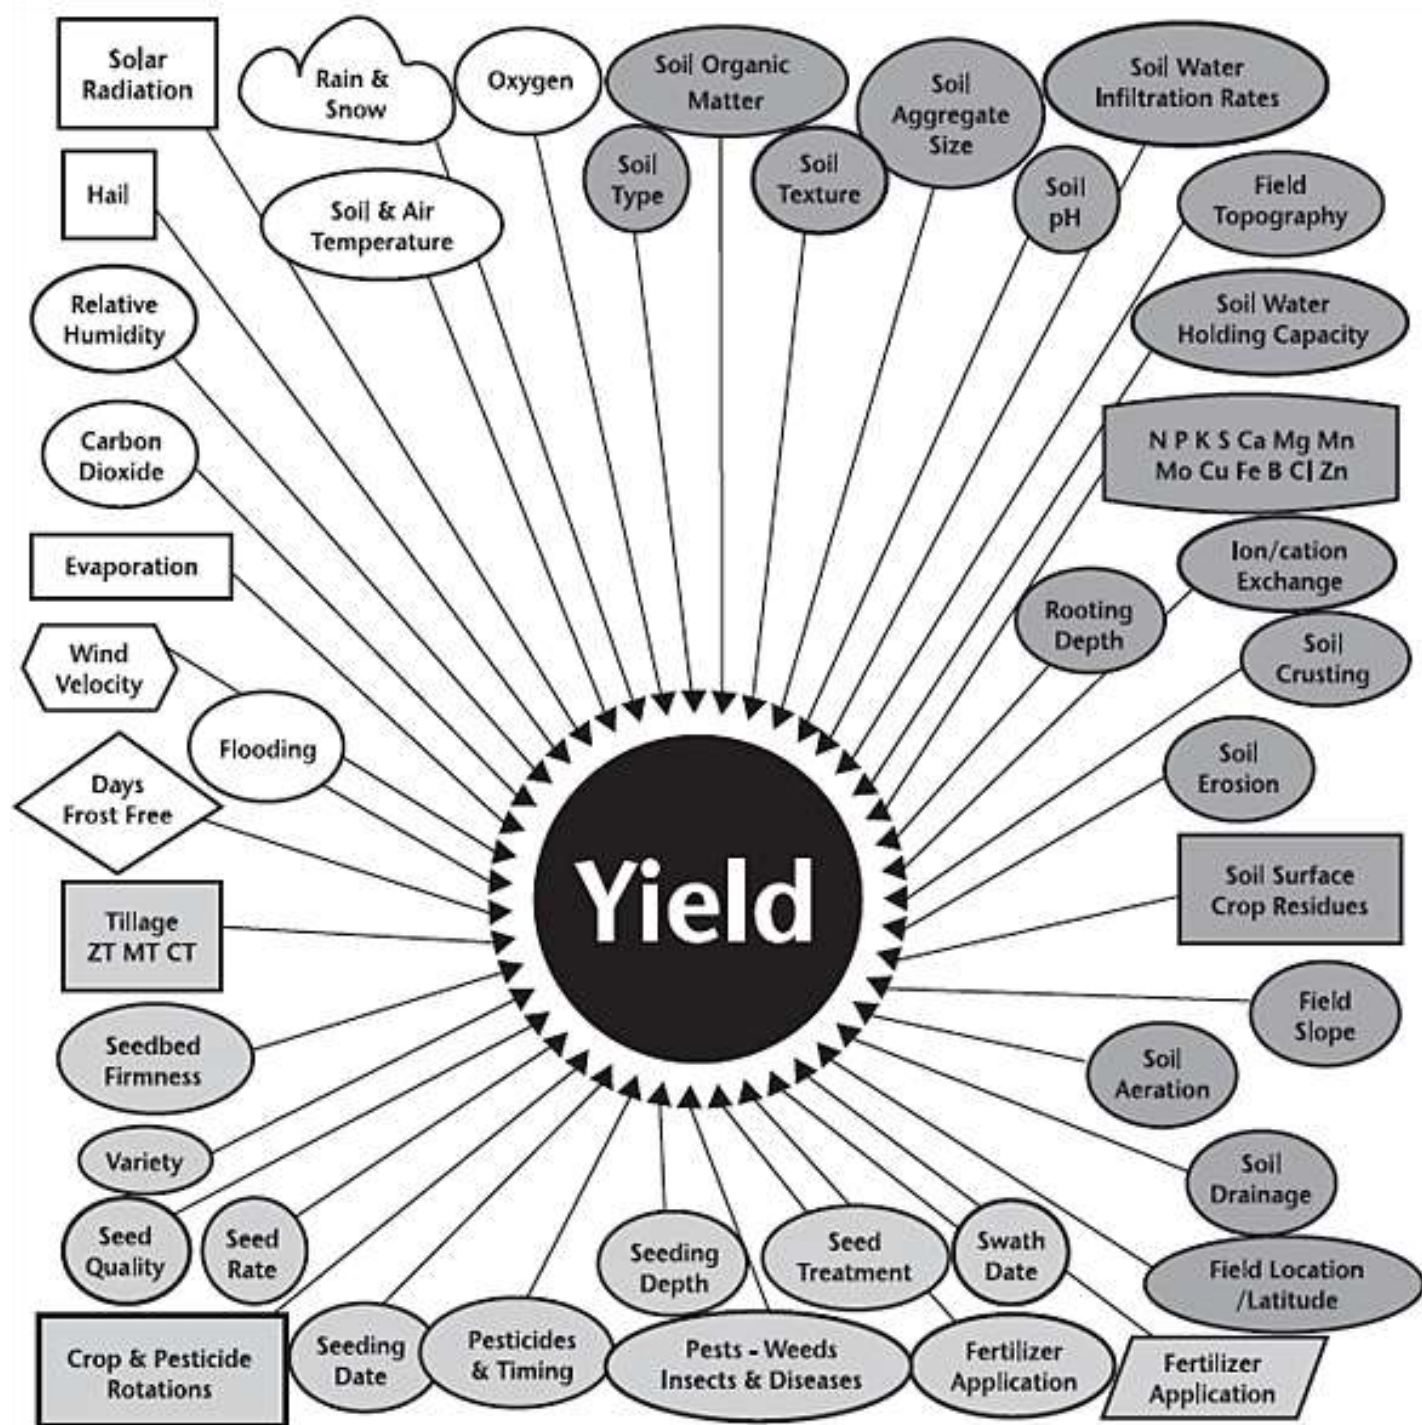 Solar
Radiation
Rain &
Snow
Oxygen
Soil Organic
Matter
Soil
Aggregate
Size
Soil Water
Infiltration Rates
Hail
Soil & Air
Temperature
Soil
Type
Soil
Texture
Soil
pH
Field
Topography
Relative
Humidity
Soil Water
Holding Capacity
Carbon
Dioxide
N P K S Ca Mg Mn
Mo Cu Fe B Cl Zn
Evaporation
Ion/cation
Exchange
Rooting
Depth
Wind
Velocity
Soil
Crusting
Flooding
Soil
Erosion
Days
Frost Free
Yield
Soil Surface
Crop Residues
Tillage
ZT MT CT
Field
Slope
Seedbed
Firmness
Soil
Aeration
Variety
Soil
Drainage
Seed
Quality
Seed
Rate
Seeding
Depth
Seed
Treatment
Swath
Date
Field Location
/Latitude
Crop & Pesticide
Rotations
Seeding
Date
Pesticides
& Timing
Pests - Weeds
Insects & Diseases
Fertilizer
Application
Fertilizer
Application